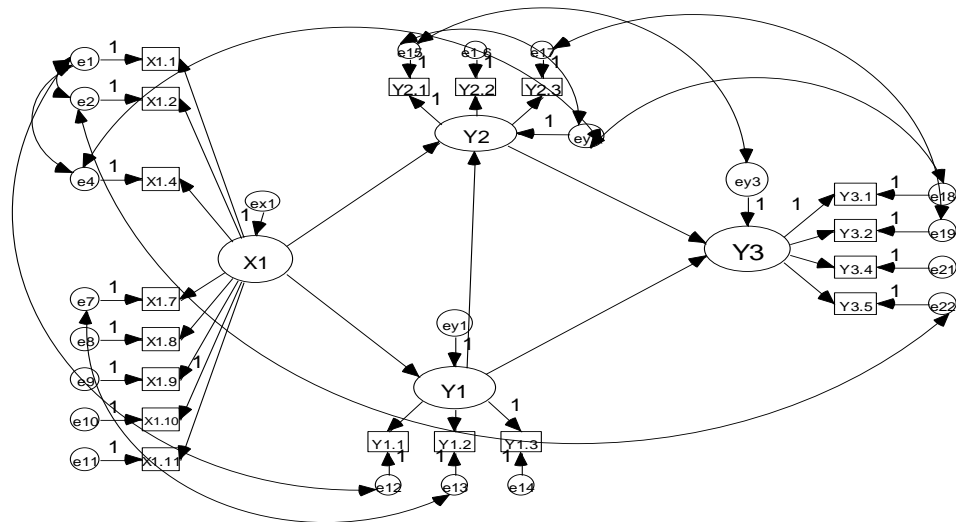 e1 1 X1.1
e2 1 X1.2
e4 1 X1.4
e7 1 X1.7
e8 1 X1.8
e9 1 X1.9 1
e10 1 X1.10
e11 1 X1.11
ex1
1
X1
e15 e16 e17
1 1 1
Y2.1 Y2.2 Y2.3
1
Y2 1
ey3
1
Y3
1 Y3.1 1 e18
Y3.2 1 e19
Y3.4 1 e21
Y3.5 1 e22
ey1
1
Y1
1
Y1.1 Y1.2 Y1.3
1 1 1
e12 e13 e14